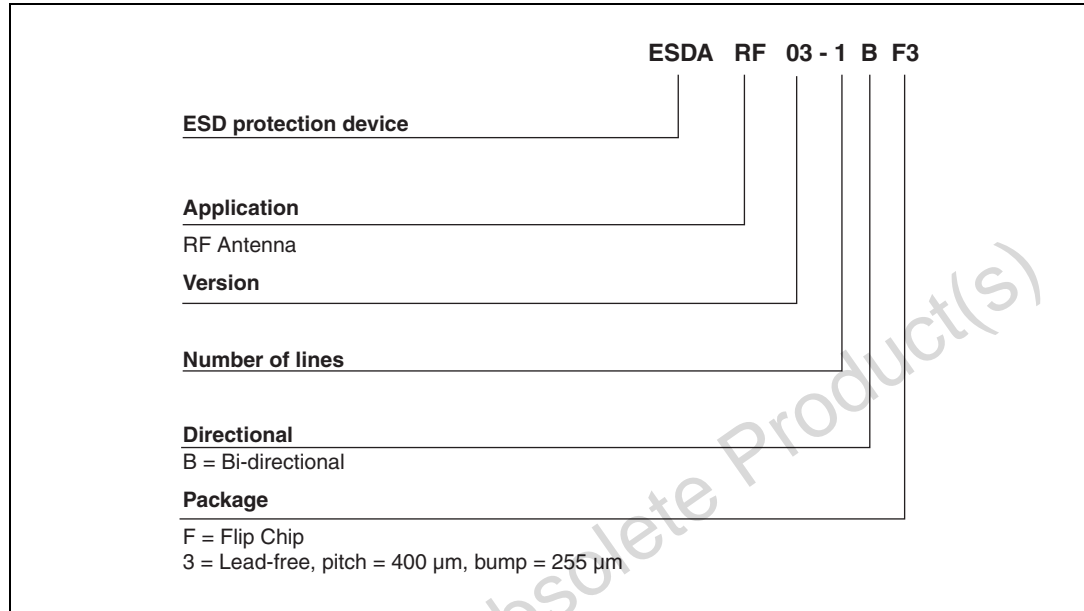 ESDA RF 03 - 1 B F3
ESD protection device
Application
RF Antenna
Version
Number of lines
Directional
B = Bi-directional
Package
F = Flip Chip
3 = Lead-free, pitch = 400 µm, bump = 255 µm
bsolete Product(s)